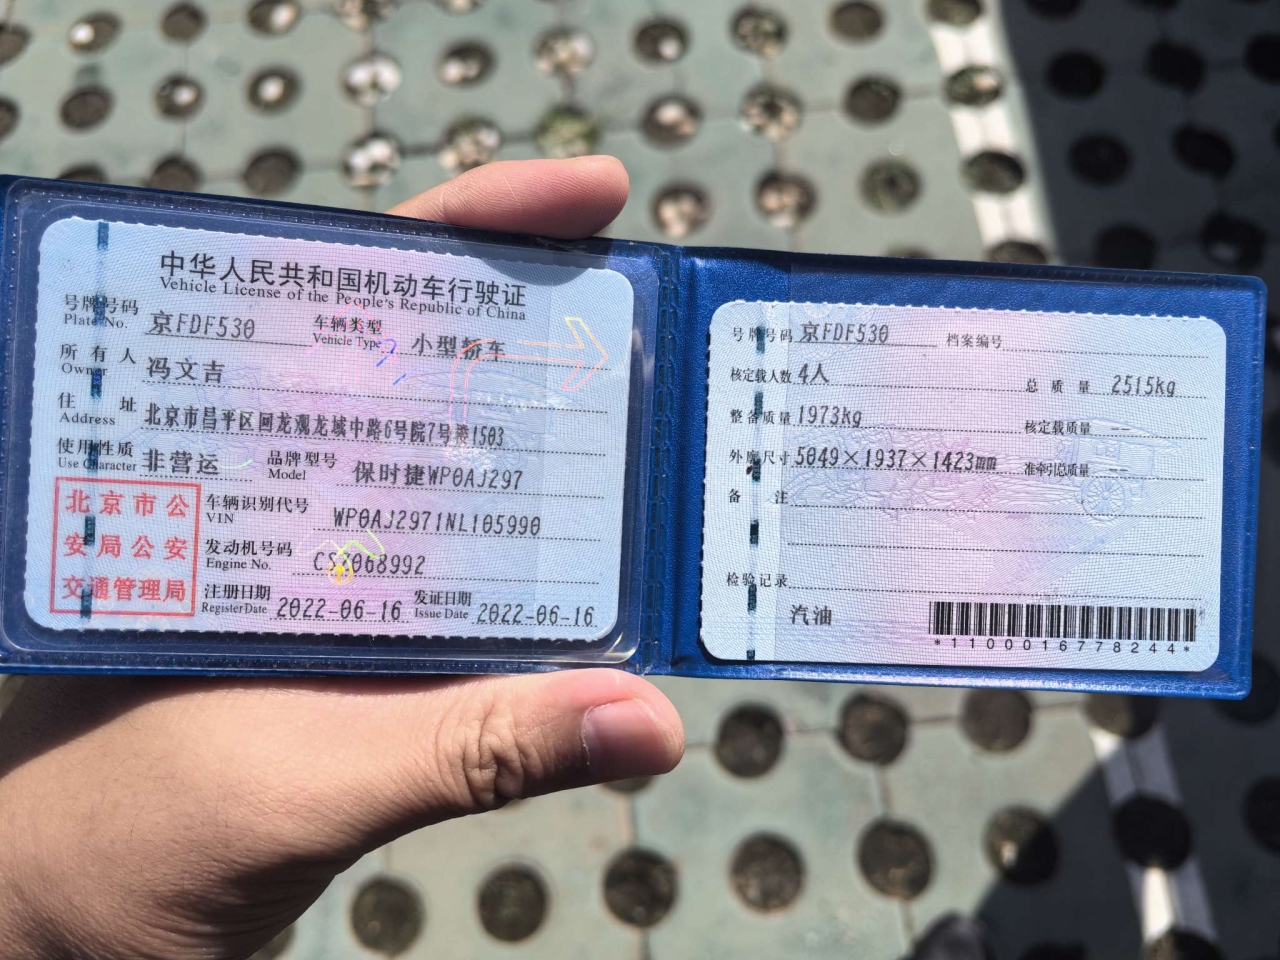 中华人民共和国机动车行驶证
Vehicle License of the People's Republic of China
号牌号码 京FDF530 车辆类型 小型轿车
Plate No. Vehicle Type
所有人 冯文吉
Owner
住址 北京市昌平区回龙观龙城中路6号院7号楼1503
Address
使用性质 非营运 品牌型号 保时捷WP0AJ297
Use Character Model
北京市公
安局公安
交通管理局
车辆识别代号 WP0AJ2971NL105990
VIN
发动机号码 068992
Engine No.
注册日期 2022-06-16 发证日期 2022-06-16
Register Date Issue Date
号牌号码 京FDF530 档案编号
核定载人数 4人 总质量 2515kg
整备质量 1973kg 核定载质量 --
外廓尺寸 5049×1937×1423mm 准牵引总质量 --
备注
检验记录
汽油
*1100016778244*